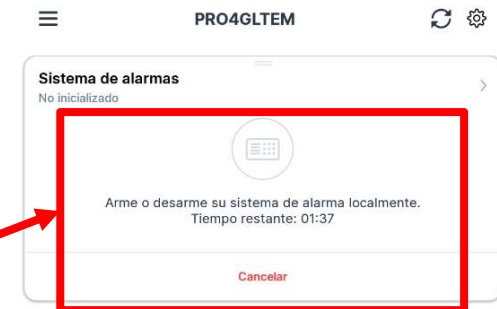 PRO4GLTEM
Sistema de alarmas
No inicializado
Arme o desarme su sistema de alarma localmente.
Tiempo restante: 01:37
Cancelar